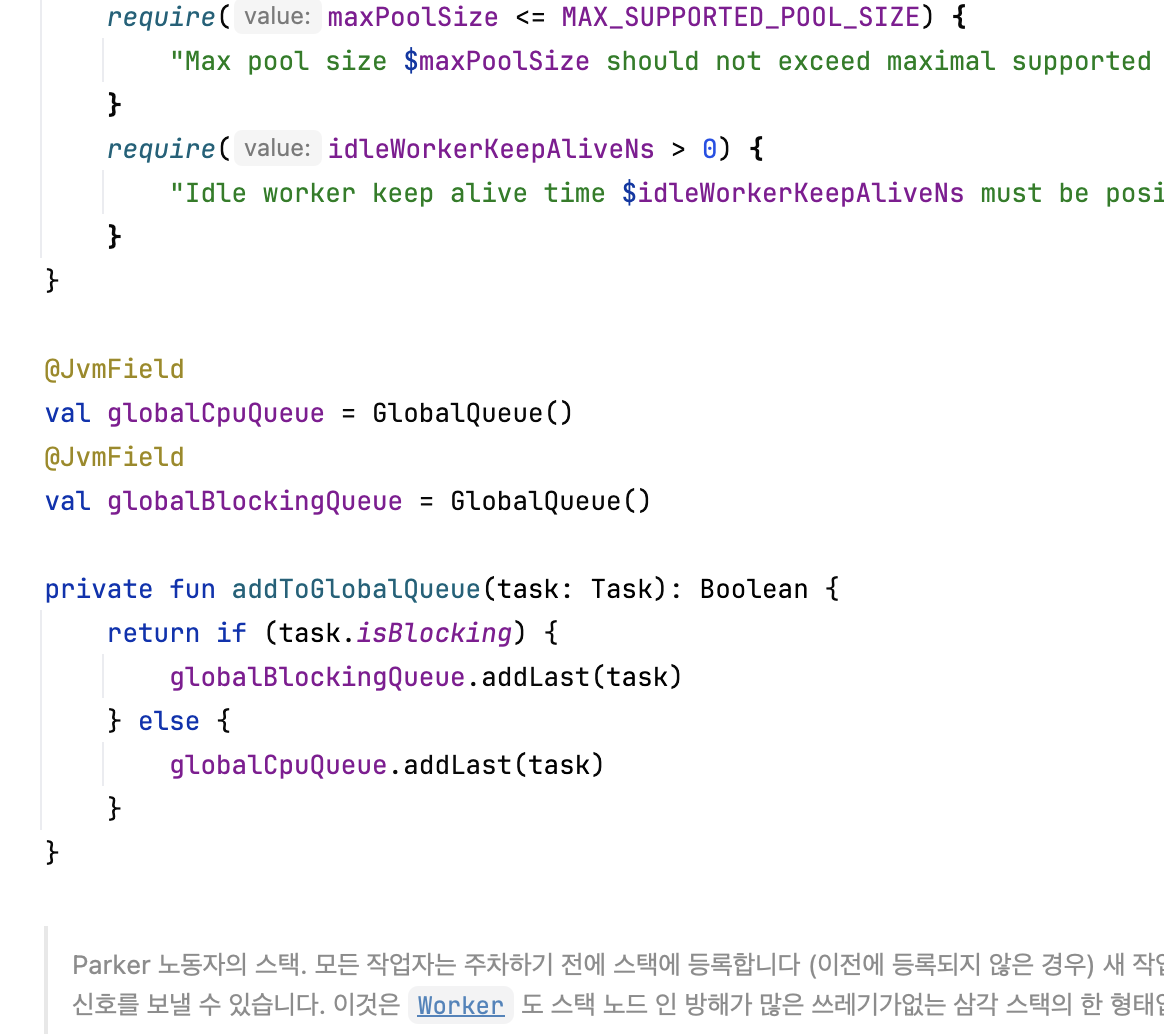 require( value: maxPoolSize <= MAX_SUPPORTED_POOL_SIZE) {
"Max pool size $maxPoolSize should not exceed maximal supported
}
require( value: idleWorkerKeepAliveNs > 0) {
"Idle worker keep alive time $idleWorkerKeepAliveNs must be posi
}
}
@JvmField
val globalCpuQueue = GlobalQueue()
@JvmField
val globalBlockingQueue = GlobalQueue()
private fun addToGlobalQueue(task: Task): Boolean {
return if (task.isBlocking) {
globalBlockingQueue.addLast(task)
} else {
globalCpuQueue.addLast(task)
}
}
Parker 노동자의 스택. 모든 작업자는 주차하기 전에 스택에 등록합니다 (이전에 등록되지 않은 경우) 새 작업
신호를 보낼 수 있습니다. 이것은 Worker 도 스택 노드 인 방해가 많은 쓰레기가없는 삼각 스택의 한 형태